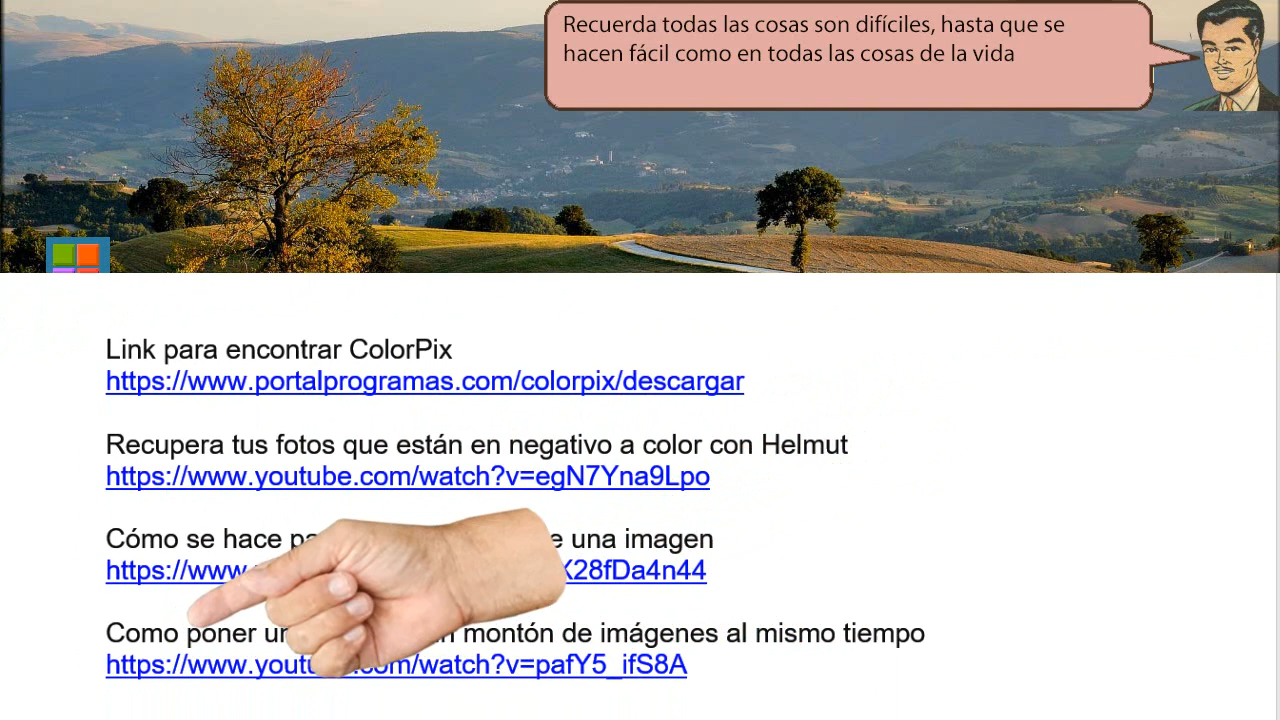 Recuerda todas las cosas son difíciles, hasta que se
hacen fácil como en todas las cosas de la vida
Link para encontrar ColorPix
https://www.portalprogramas.com/colorpix/descargar
Recupera tus fotos que están en negativo a color con Helmut
https://www.youtube.com/watch?v=egN7Yna9Lpo
Cómo se hace una imagen
https://www. X28fDa4n44
Como poner montón de imágenes al mismo tiempo
https://www.youtube.com/watch?v=pafY5_ifS8A